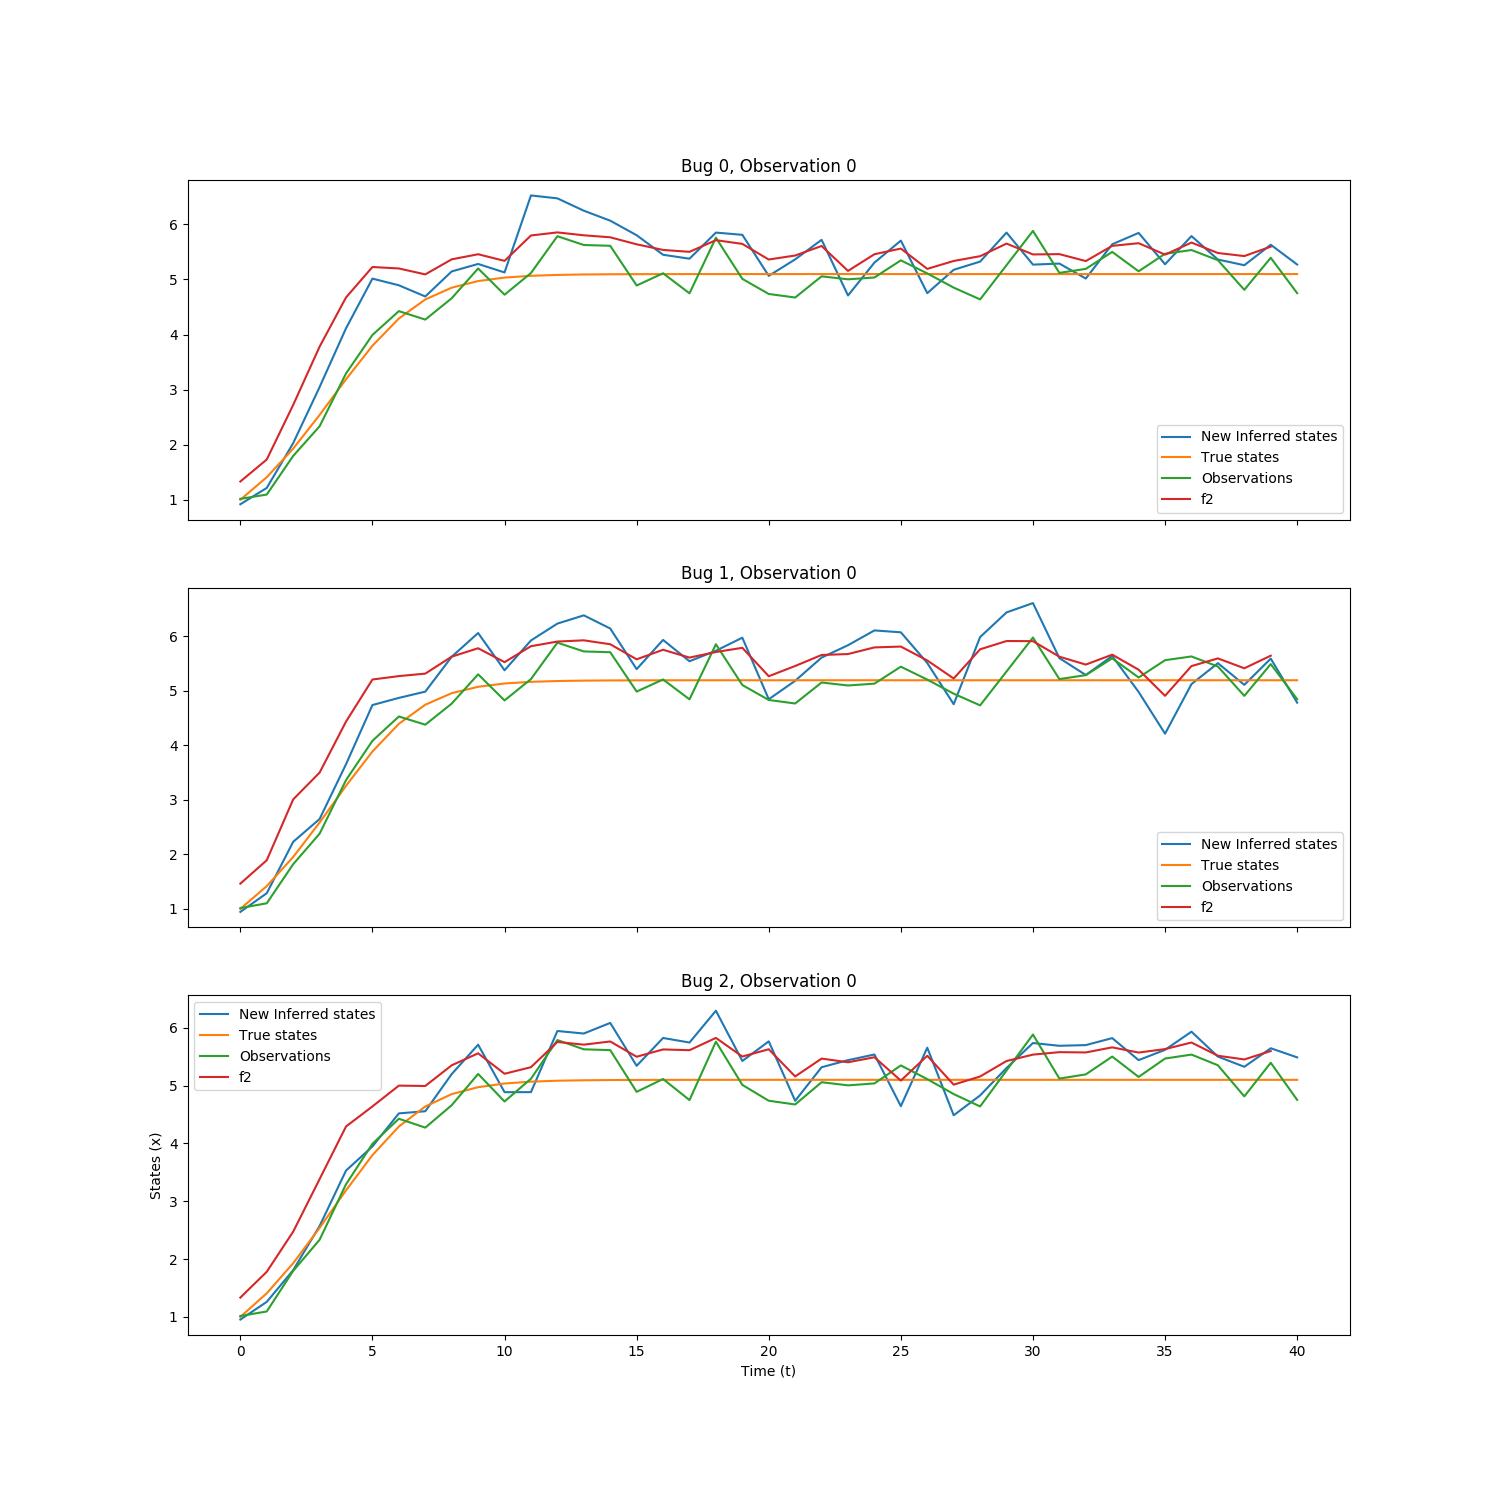 Bug 0, Observation 0
6
5
4
3
2
1
New Inferred states
True states
Observations
f2
Bug 1, Observation 0
6
5
4
3
2
1
New Inferred states
True states
Observations
f2
Bug 2, Observation 0
6
5
4
3
2
1
States (x)
New Inferred states
True states
Observations
f2
0 5 10 15 20 25 30 35 40
Time (t)